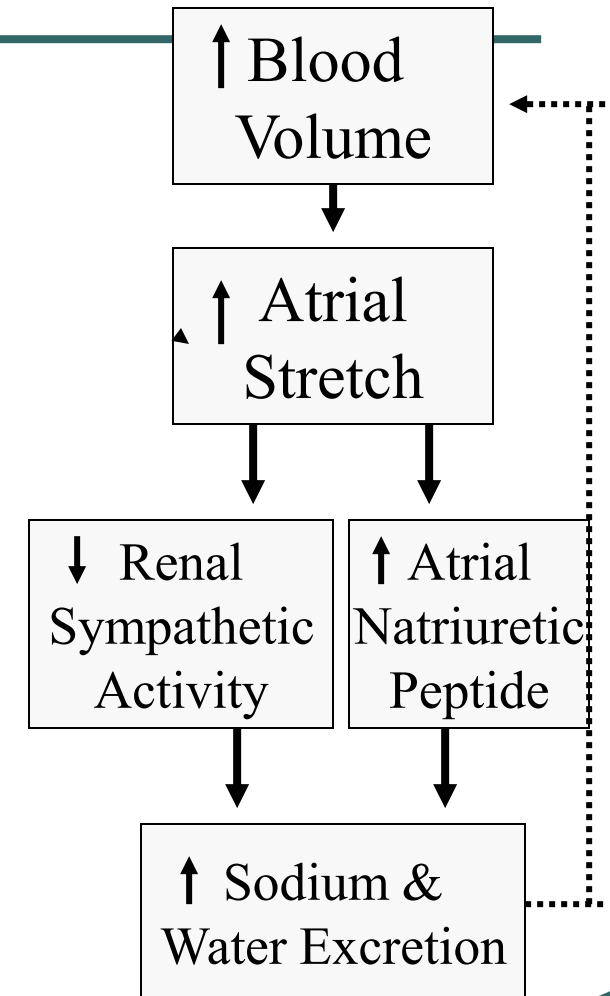 Blood
Volume
Atrial
Stretch
Renal
Sympathetic
Activity
Atrial
Natriuretic
Peptide
Sodium &
Water Excretion